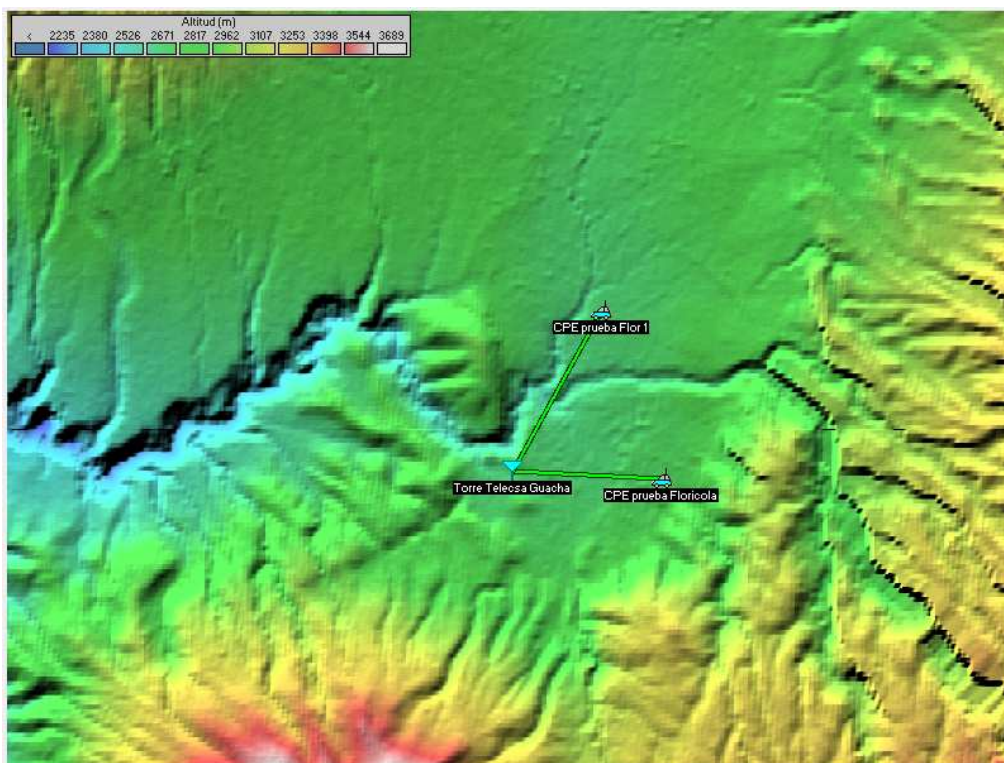 Altitud (m)
< 2235 2380 2526 2671 2817 2962 3107 3253 3398 3544 3689
CPE prueba Flor 1
Torre Telecsa Guacha
CPE prueba Floricola